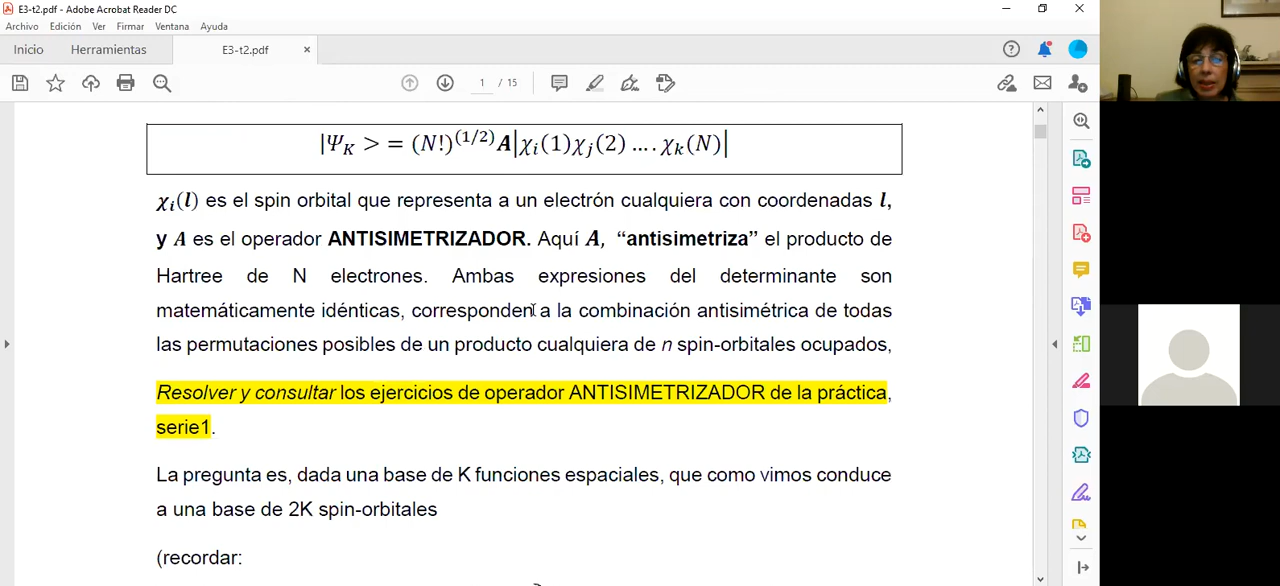 E3-t2.pdf - Adobe Acrobat Reader DC
Archivo Edición Ver Firmar Ventana Ayuda
Inicio Herramientas E3-t2.pdf ×
1 / 15
|Ψ_K >= (N!)^(1/2) A|χ_i(1)χ_j(2) .... χ_k(N)|
χ_i(l) es el spin orbital que representa a un electrón cualquiera con coordenadas l,
y A es el operador ANTISIMETRIZADOR. Aquí A, “antisimetriza” el producto de
Hartree de N electrones. Ambas expresiones del determinante son
matemáticamente idénticas, corresponden a la combinación antisimétrica de todas
las permutaciones posibles de un producto cualquiera de n spin-orbitales ocupados,
Resolver y consultar los ejercicios de operador ANTISIMETRIZADOR de la práctica,
serie1.
La pregunta es, dada una base de K funciones espaciales, que como vimos conduce
a una base de 2K spin-orbitales
(recordar: